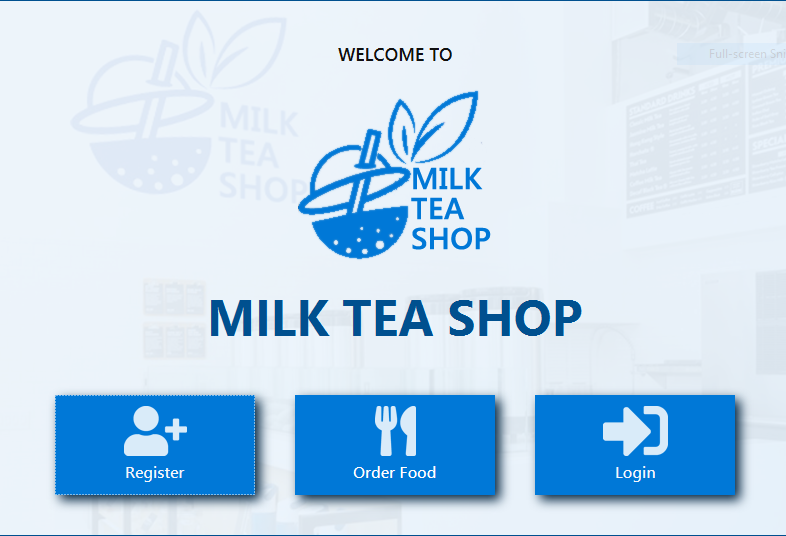 WELCOME TO
Full-screen Sni
MILK
TEA
SHOP
MILK
TEA
SHOP
MILK TEA SHOP
Register
Order Food
Login